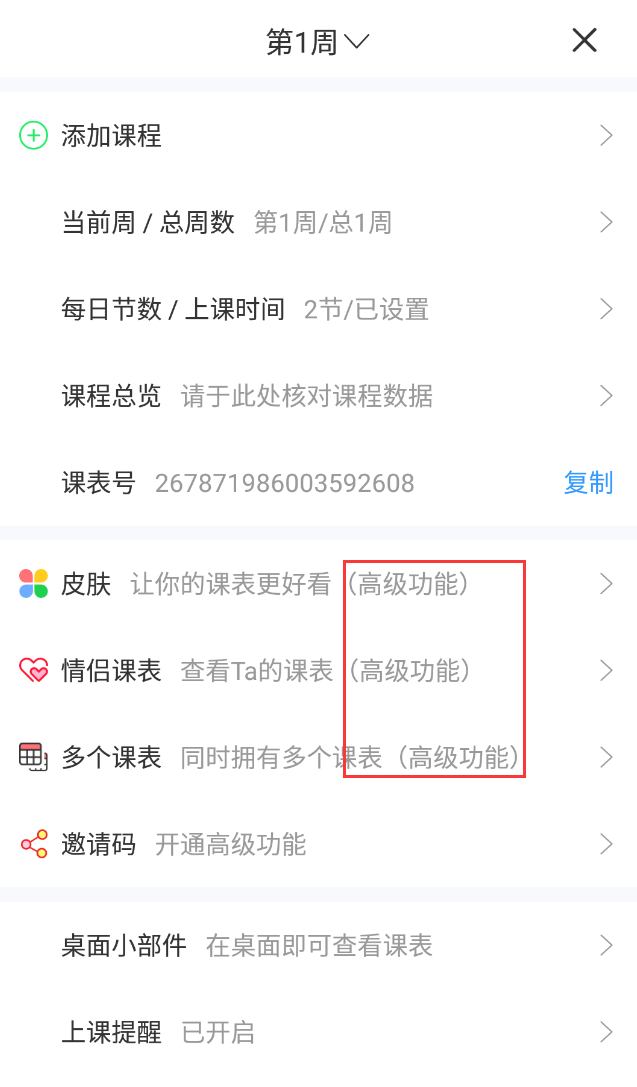 第1周
添加课程
当前周 / 总周数 第1周/总1周
每日节数 / 上课时间 2节/已设置
课程总览 请于此处核对课程数据
课表号 267871986003592608 复制
皮肤 让你的课表更好看（高级功能）
情侣课表 查看Ta的课表（高级功能）
多个课表 同时拥有多个课表（高级功能）
邀请码 开通高级功能
桌面小部件 在桌面即可查看课表
上课提醒 已开启